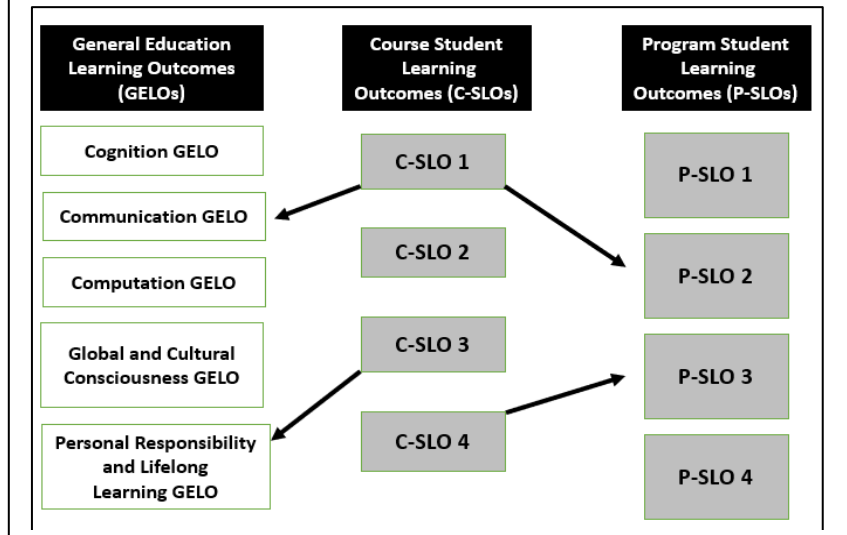 General Education
Learning Outcomes
(GELOs)
Cognition GELO
Communication GELO
Computation GELO
Global and Cultural
Consciousness GELO
Personal Responsibility
and Lifelong
Learning GELO
Course Student
Learning
Outcomes (C-SLOs)
C-SLO 1
C-SLO 2
C-SLO 3
C-SLO 4
Program Student
Learning
Outcomes (P-SLOs)
P-SLO 1
P-SLO 2
P-SLO 3
P-SLO 4